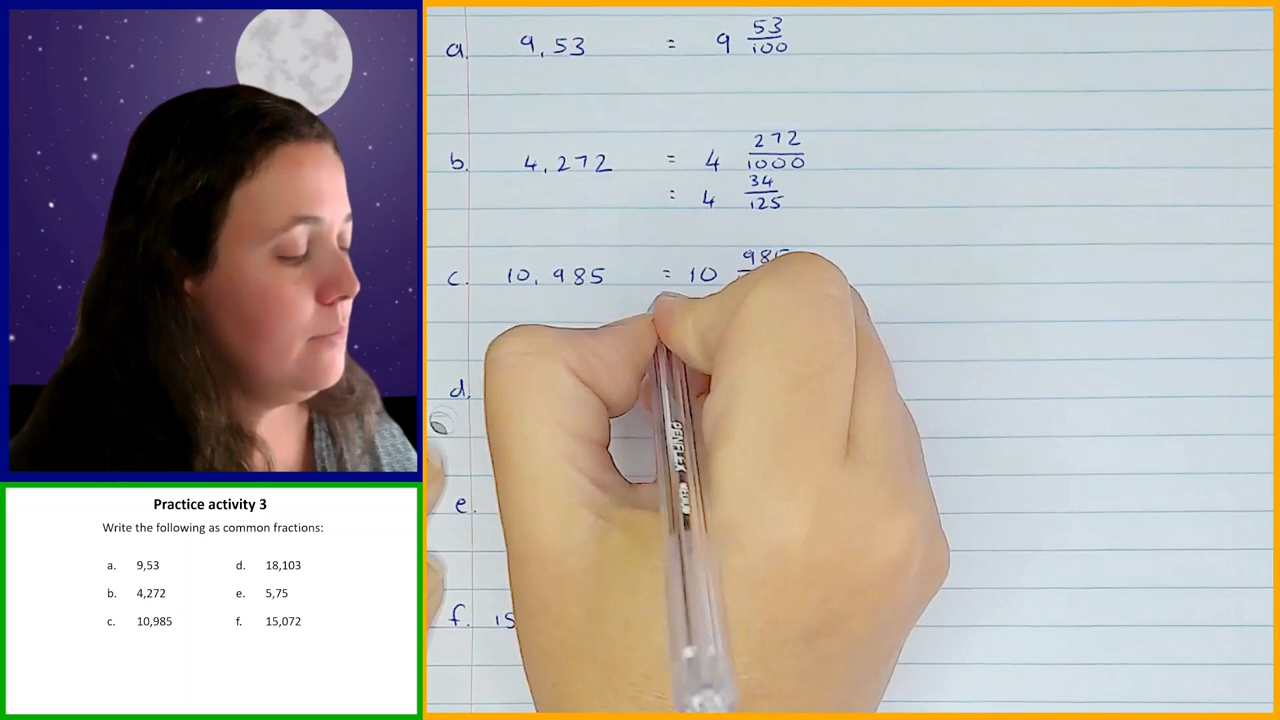 a. 9,53 = 9 53/100
b. 4,272 = 4 272/1000
= 4 34/125
c. 10,985 = 10
d.
e.
f. 15
PENFLEX
Practice activity 3
Write the following as common fractions:
a. 9,53 d. 18,103
b. 4,272 e. 5,75
c. 10,985 f. 15,072